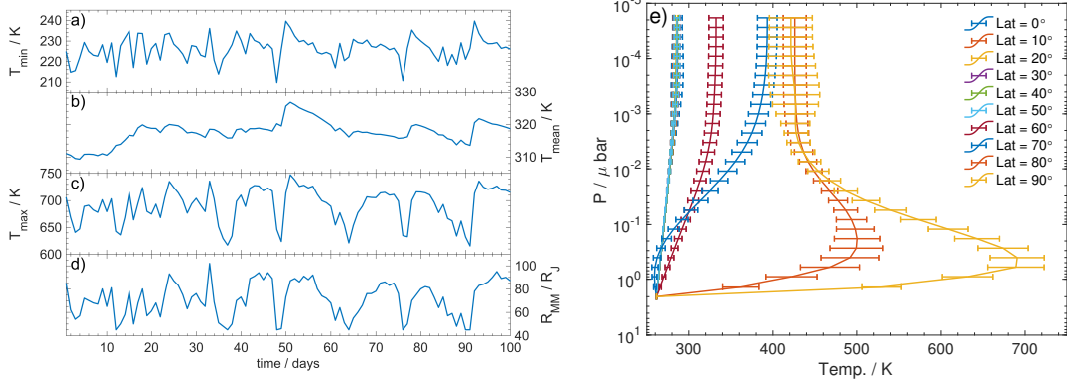 a)
T_min / K
240
230
220
210
b)
330
320
310
T_mean / K
c)
T_max / K
750
700
650
600
d)
100
80
60
40
R_MM / R_J
10 20 30 40 50 60 70 80 90 100
time / days
e)
P / μ bar
10^-5
10^-4
10^-3
10^-2
10^-1
10^0
10^1
300 400 500 600 700
Temp. / K
Lat = 0°
Lat = 10°
Lat = 20°
Lat = 30°
Lat = 40°
Lat = 50°
Lat = 60°
Lat = 70°
Lat = 80°
Lat = 90°